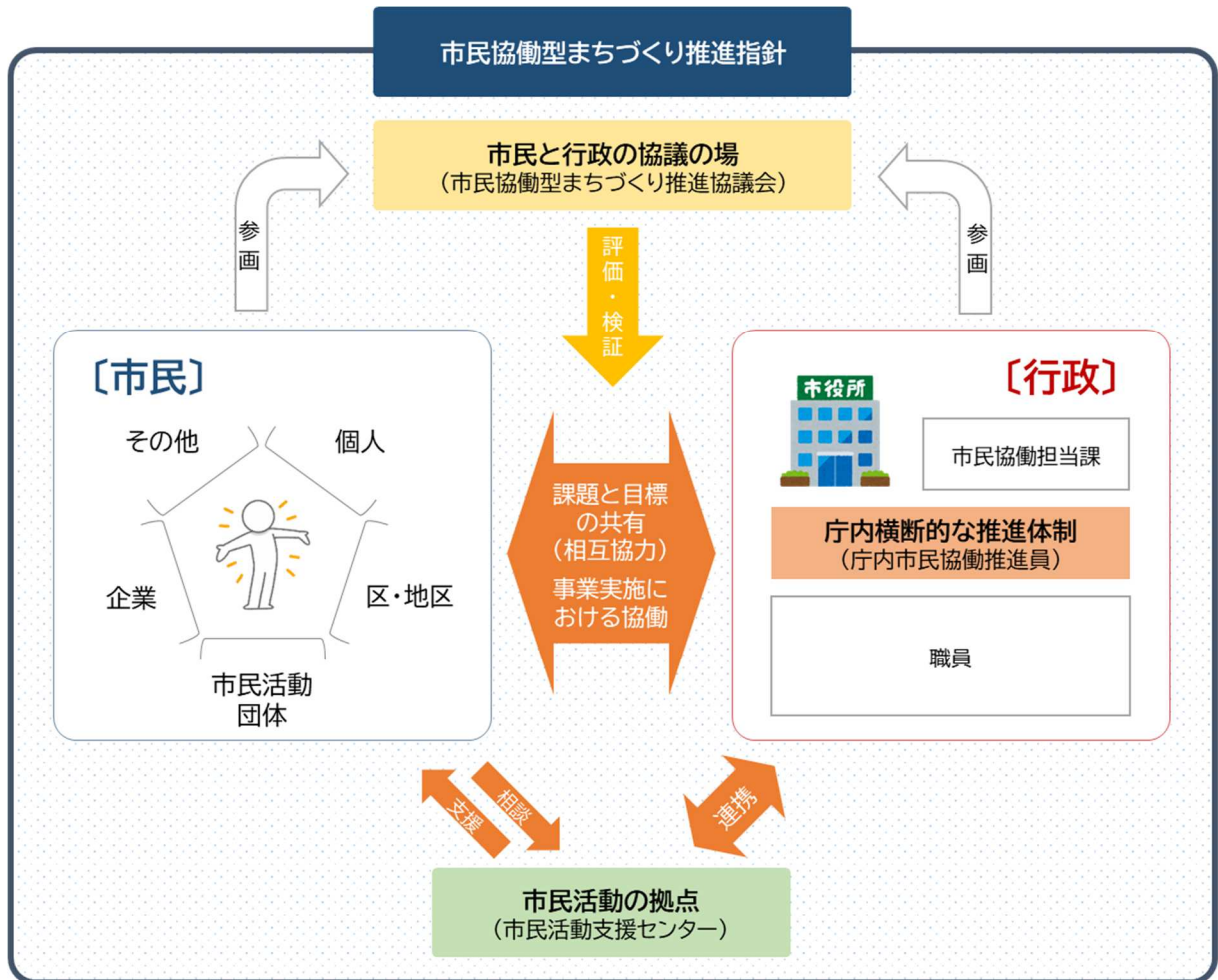 市民協働型まちづくり推進指針
市民と行政の協議の場
（市民協働型まちづくり推進協議会）
参画
評価・検証
参画
〔市民〕
その他
個人
企業
区・地区
市民活動
団体
課題と目標
の共有
（相互協力）
事業実施に
おける協働
〔行政〕
市役所
市民協働担当課
庁内横断的な推進体制
（庁内市民協働推進員）
職員
支援
相談
連携
市民活動の拠点
（市民活動支援センター）